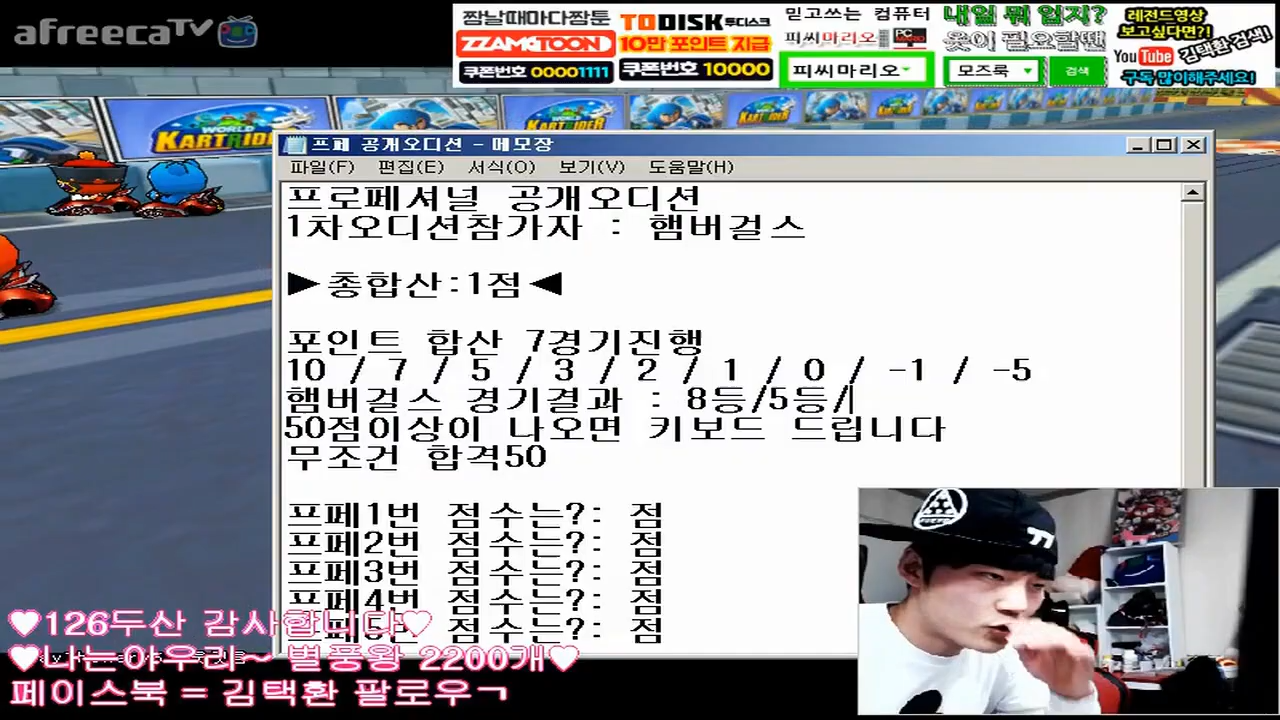 afreecaTV
짬날때마다짬툰
ZZAMTOON
쿠폰번호 00001111
TODISK투디스크
10만 포인트 지급
쿠폰번호 10000
믿고쓰는 컴퓨터
피씨마리오
피씨마리오
내일 뭐 입지?
옷이 필요할땐
모즈룩 검색
레전드영상
보고싶다면?!
YouTube 김택환 검색!
구독 많이해주세요!
WORLD
KARTRIDER
프페 공개오디션 - 메모장
파일(F) 편집(E) 서식(O) 보기(V) 도움말(H)
프로페셔널 공개오디션
1차오디션참가자 : 햄버걸스
▶총합산:1점◀
포인트 합산 7경기진행
10 / 7 / 5 / 3 / 2 / 1 / 0 / -1 / -5
햄버걸스 경기결과 : 8등/5등/
50점이상이 나오면 키보드 드립니다
무조건 합격50
프페1번 점수는?: 점
프페2번 점수는?: 점
프페3번 점수는?: 점
프페4번 점수는?: 점
점
♡126두산 감사합니다♡
♡나는야우리~ 별풍왕 2200개♡
페이스북 = 김택환 팔로우ㄱ